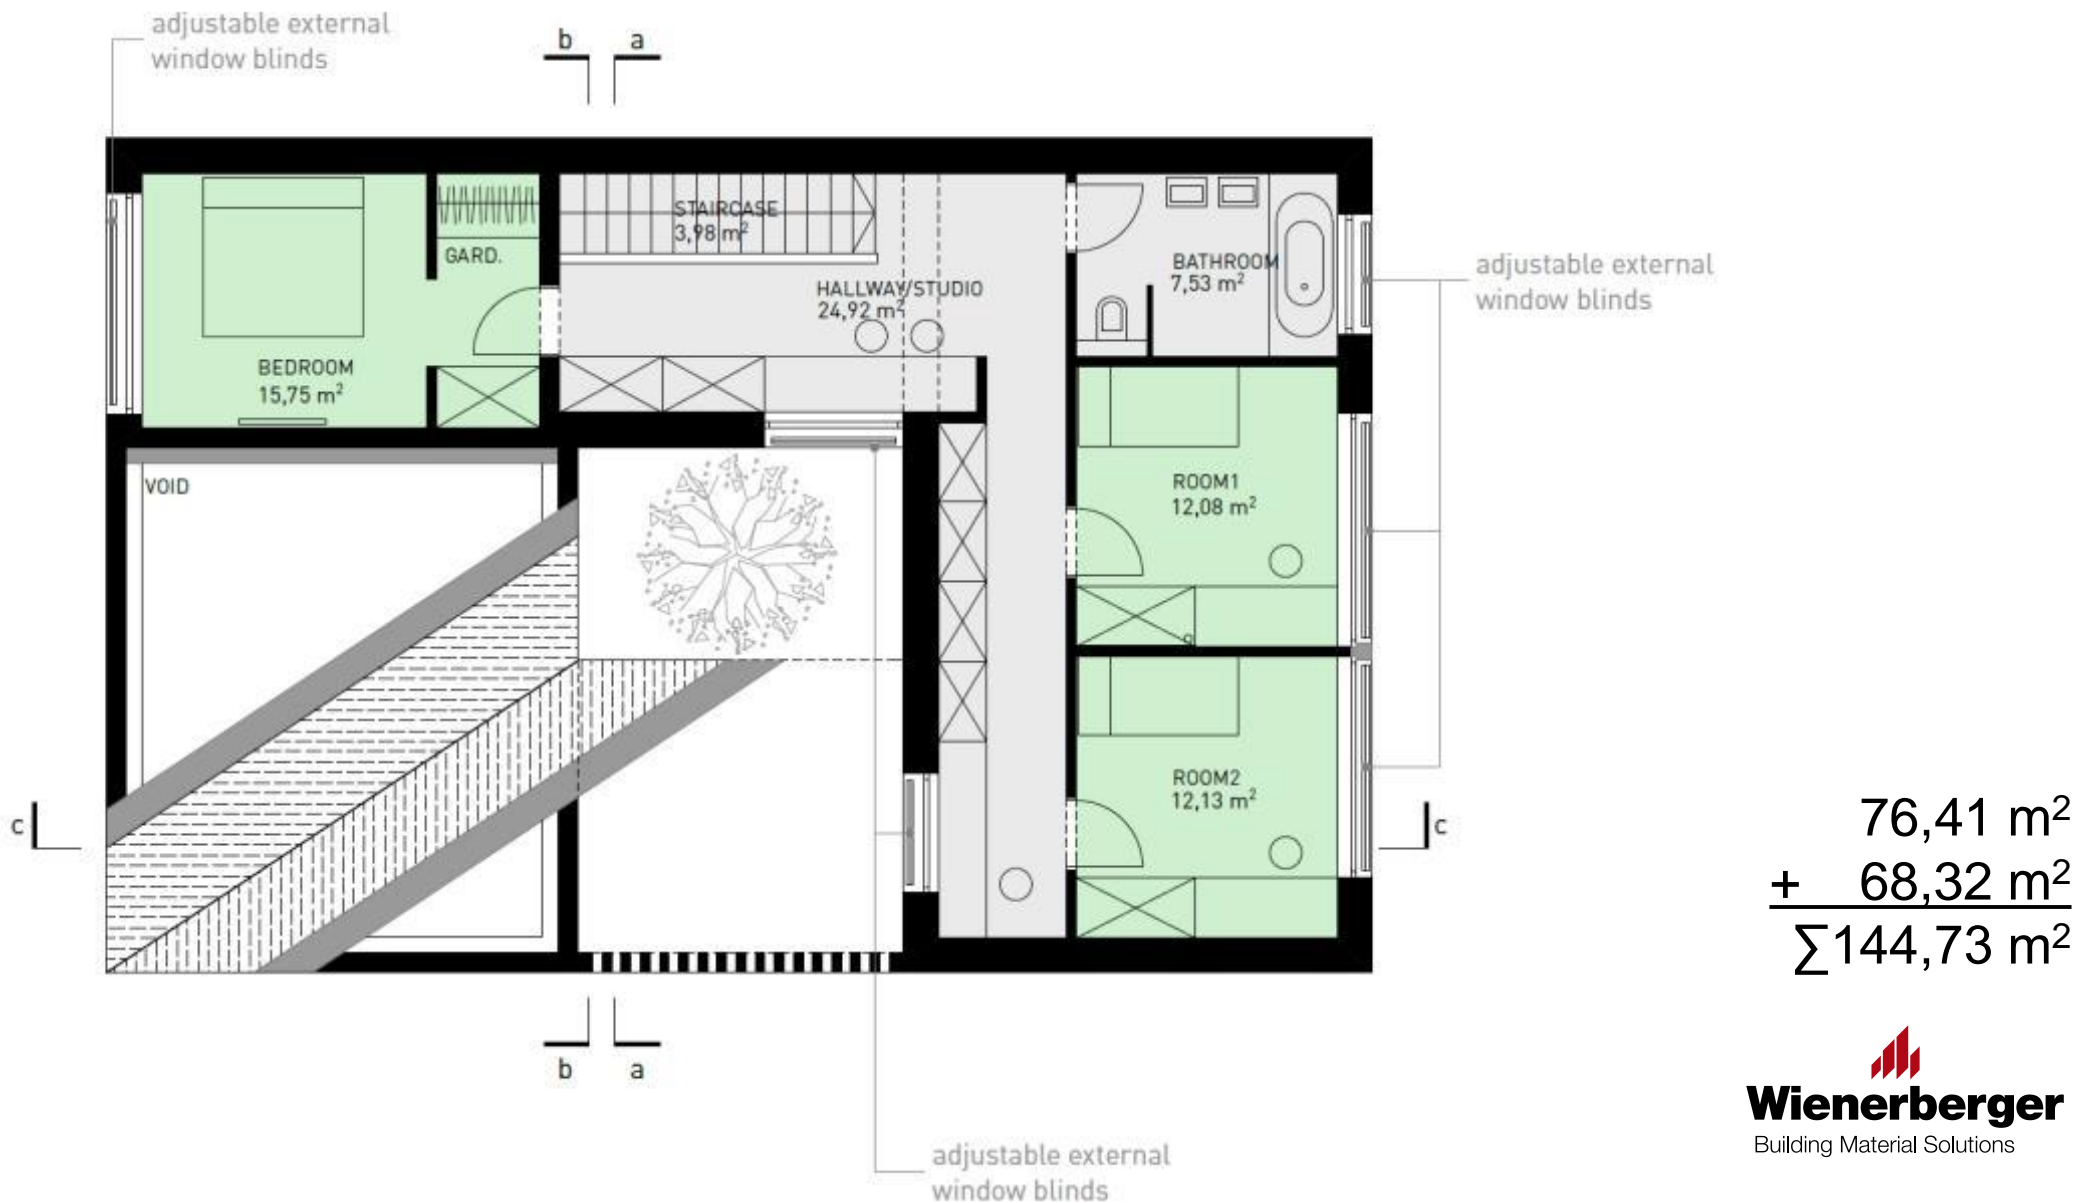 adjustable external
window blinds
b
a
STAIRCASE
3,98 m²
GARD.
BATHROOM
7,53 m²
adjustable external
window blinds
HALLWAY/STUDIO
24,92 m²
BEDROOM
15,75 m²
VOID
ROOM1
12,08 m²
ROOM2
12,13 m²
c
c
76,41 m²
+ 68,32 m²
∑144,73 m²
b
a
Wienerberger
Building Material Solutions
adjustable external
window blinds